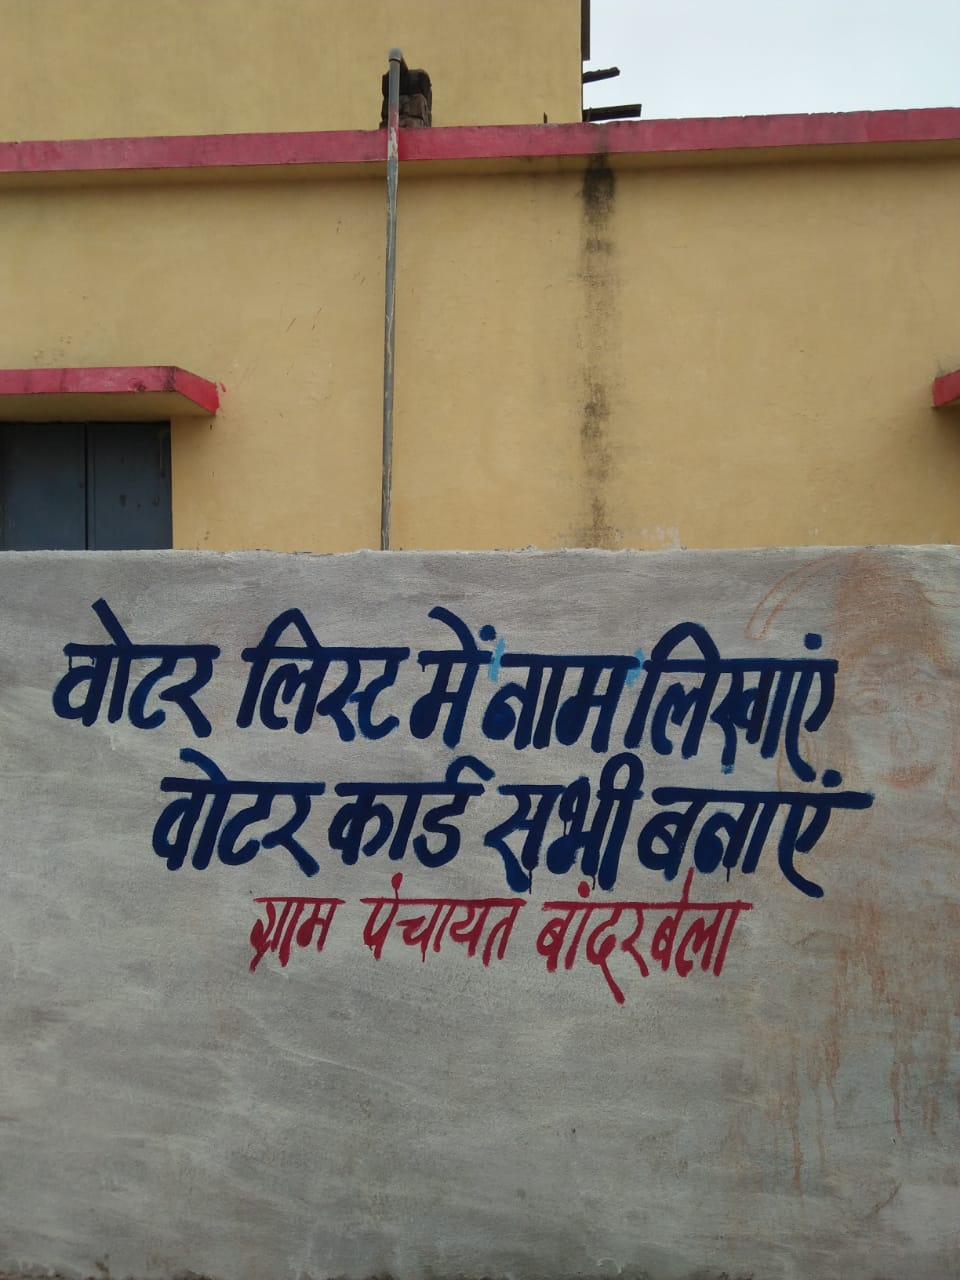 वोटर लिस्ट में नाम लिखाएं
वोटर कार्ड सभी बनाएं
ग्राम पंचायत बांदरबेला